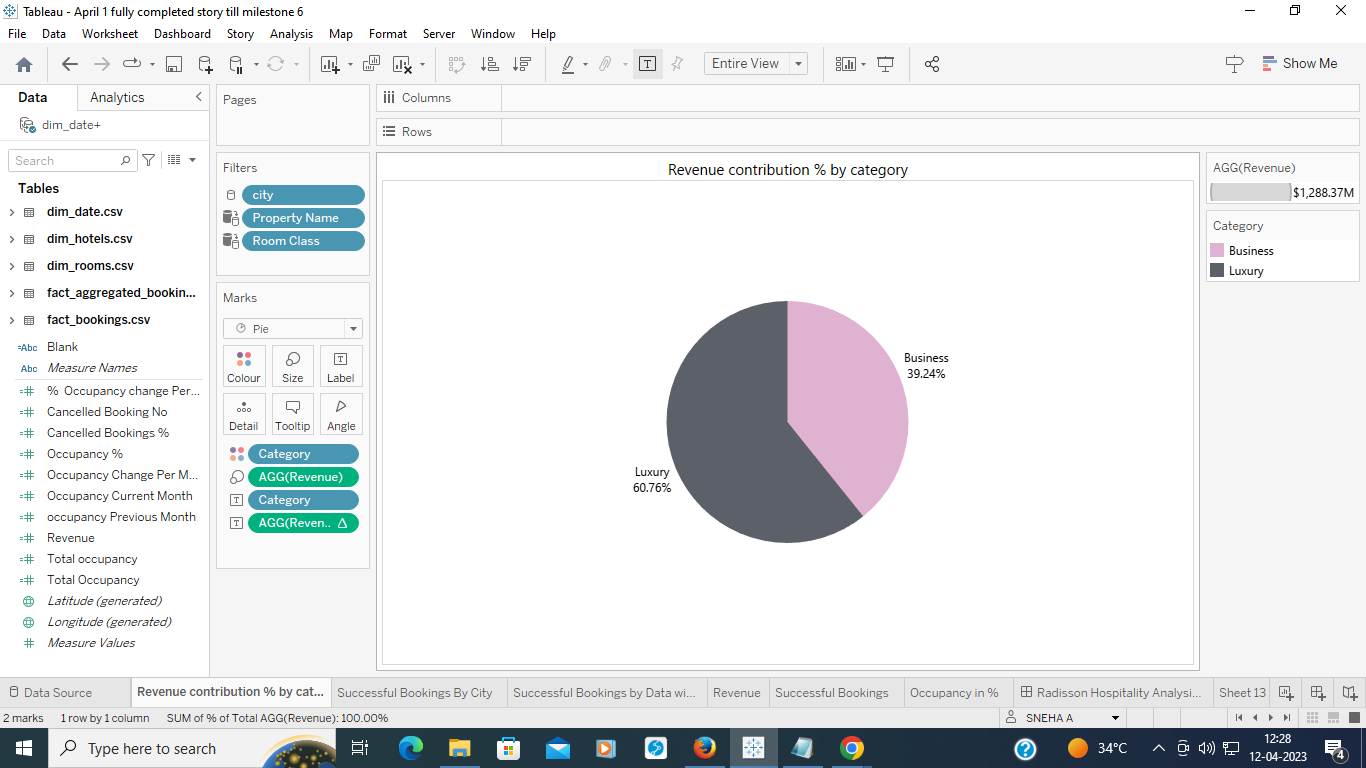 Tableau - April 1 fully completed story till milestone 6
File Data Worksheet Dashboard Story Analysis Map Format Server Window Help
Entire View
Show Me
Data Analytics
dim_date+
Search
Tables
dim_date.csv
dim_hotels.csv
dim_rooms.csv
fact_aggregated_bookin...
fact_bookings.csv
=Abc Blank
Abc Measure Names
% Occupancy change Per...
Cancelled Booking No
Cancelled Bookings %
Occupancy %
Occupancy Change Per M...
Occupancy Current Month
occupancy Previous Month
Revenue
Total occupancy
Total Occupancy
Latitude (generated)
Longitude (generated)
Measure Values
Pages
Filters
city
Property Name
Room Class
Marks
Pie
Colour Size Label
Detail Tooltip Angle
Category
AGG(Revenue)
Category
AGG(Reven..
Columns
Rows
Revenue contribution % by category
Business
39.24%
Luxury
60.76%
AGG(Revenue)
$1,288.37M
Category
Business
Luxury
Data Source Revenue contribution % by cat... Successful Bookings By City Successful Bookings by Data wi... Revenue Successful Bookings Occupancy in % Radisson Hospitality Analysi... Sheet 13
2 marks 1 row by 1 column SUM of % of Total AGG(Revenue): 100.00% SNEHA A
Type here to search
34°C
12:28
12-04-2023
4